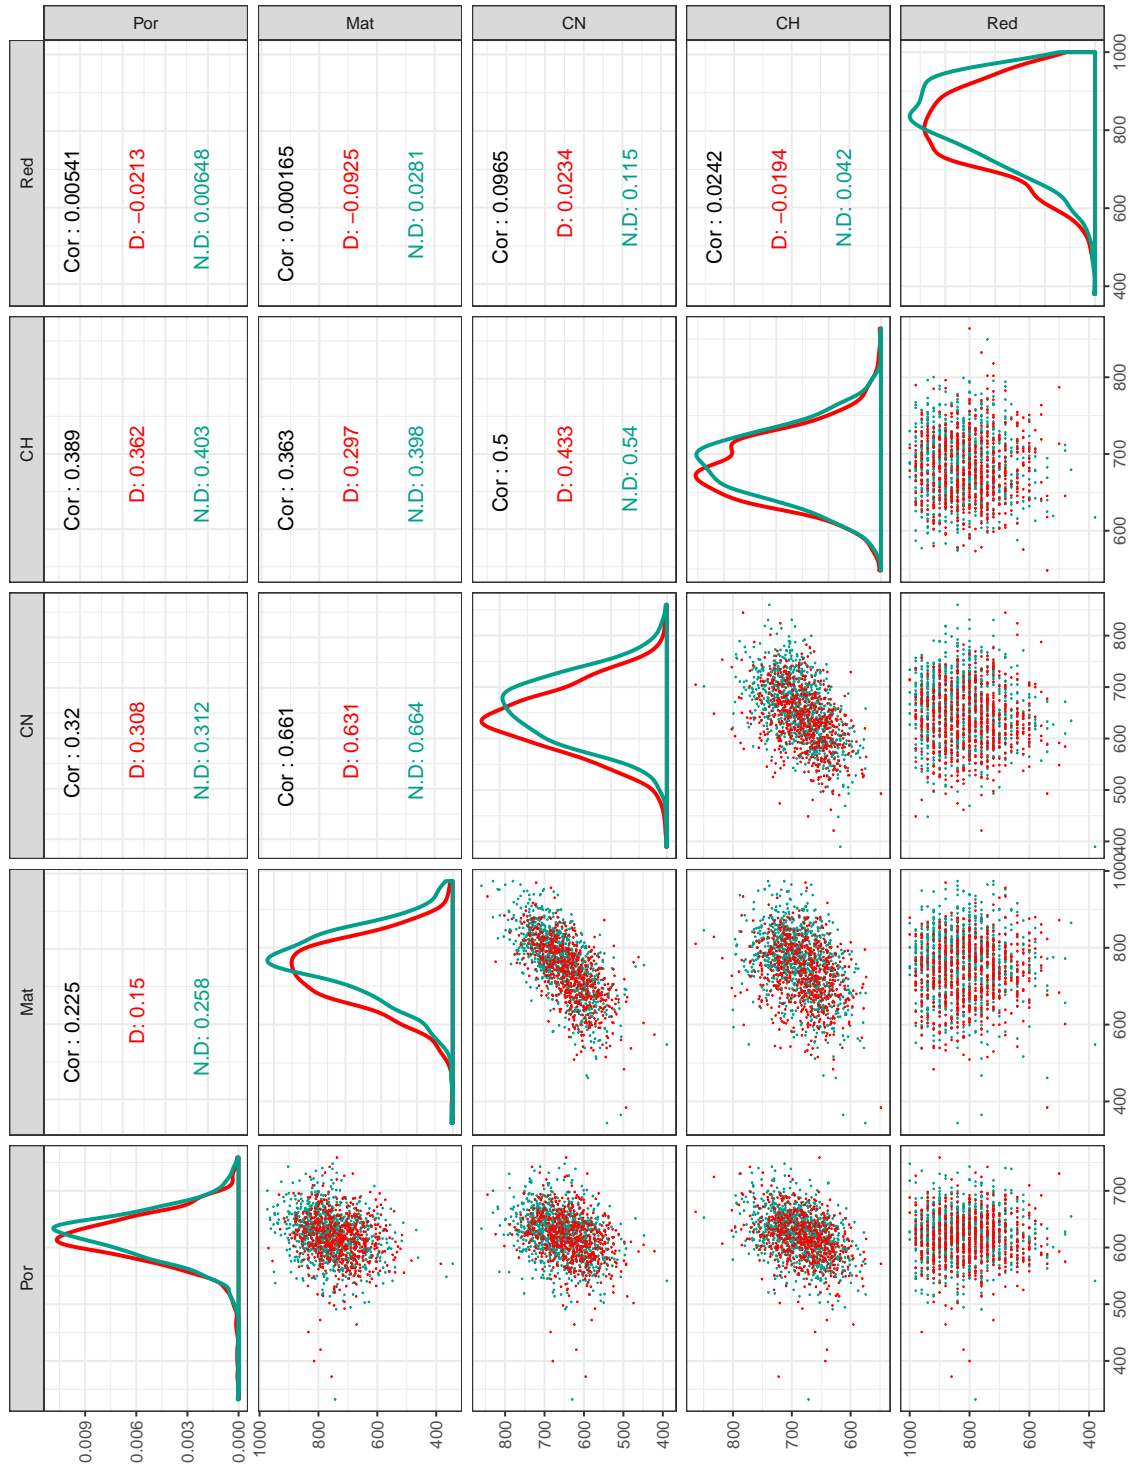 Por
Mat
CN
CH
Red
0.009
0.006
0.003
0.000
Cor : 0.225
D: 0.15
N.D: 0.258
Cor : 0.32
D: 0.308
N.D: 0.312
Cor : 0.389
D: 0.362
N.D: 0.403
Cor : 0.00541
D: −0.0213
N.D: 0.00648
Por
1000
800
600
400
Cor : 0.661
D: 0.631
N.D: 0.664
Cor : 0.363
D: 0.297
N.D: 0.398
Cor : 0.000165
D: −0.0925
N.D: 0.0281
Mat
800
700
600
500
400
Cor : 0.5
D: 0.433
N.D: 0.54
Cor : 0.0965
D: 0.0234
N.D: 0.115
CN
800
700
600
Cor : 0.0242
D: −0.0194
N.D: 0.042
CH
1000
800
600
400
Red
400 500 600 700
400 600 800 1000
400 500 600 700 800
600 700 800
400 600 800 1000